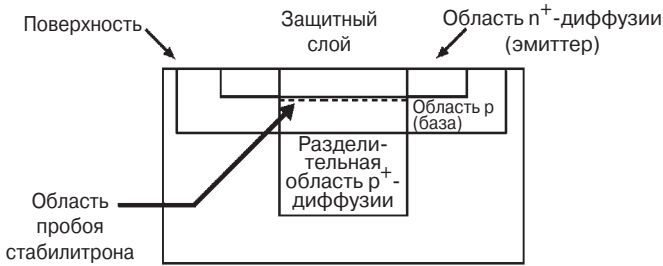 Поверхность
Защитный
слой
Область n⁺-диффузии
(эмиттер)
Область p
(база)
Раздели-
тельная
область p⁺-
диффузии
Область
пробоя
стабилитрона